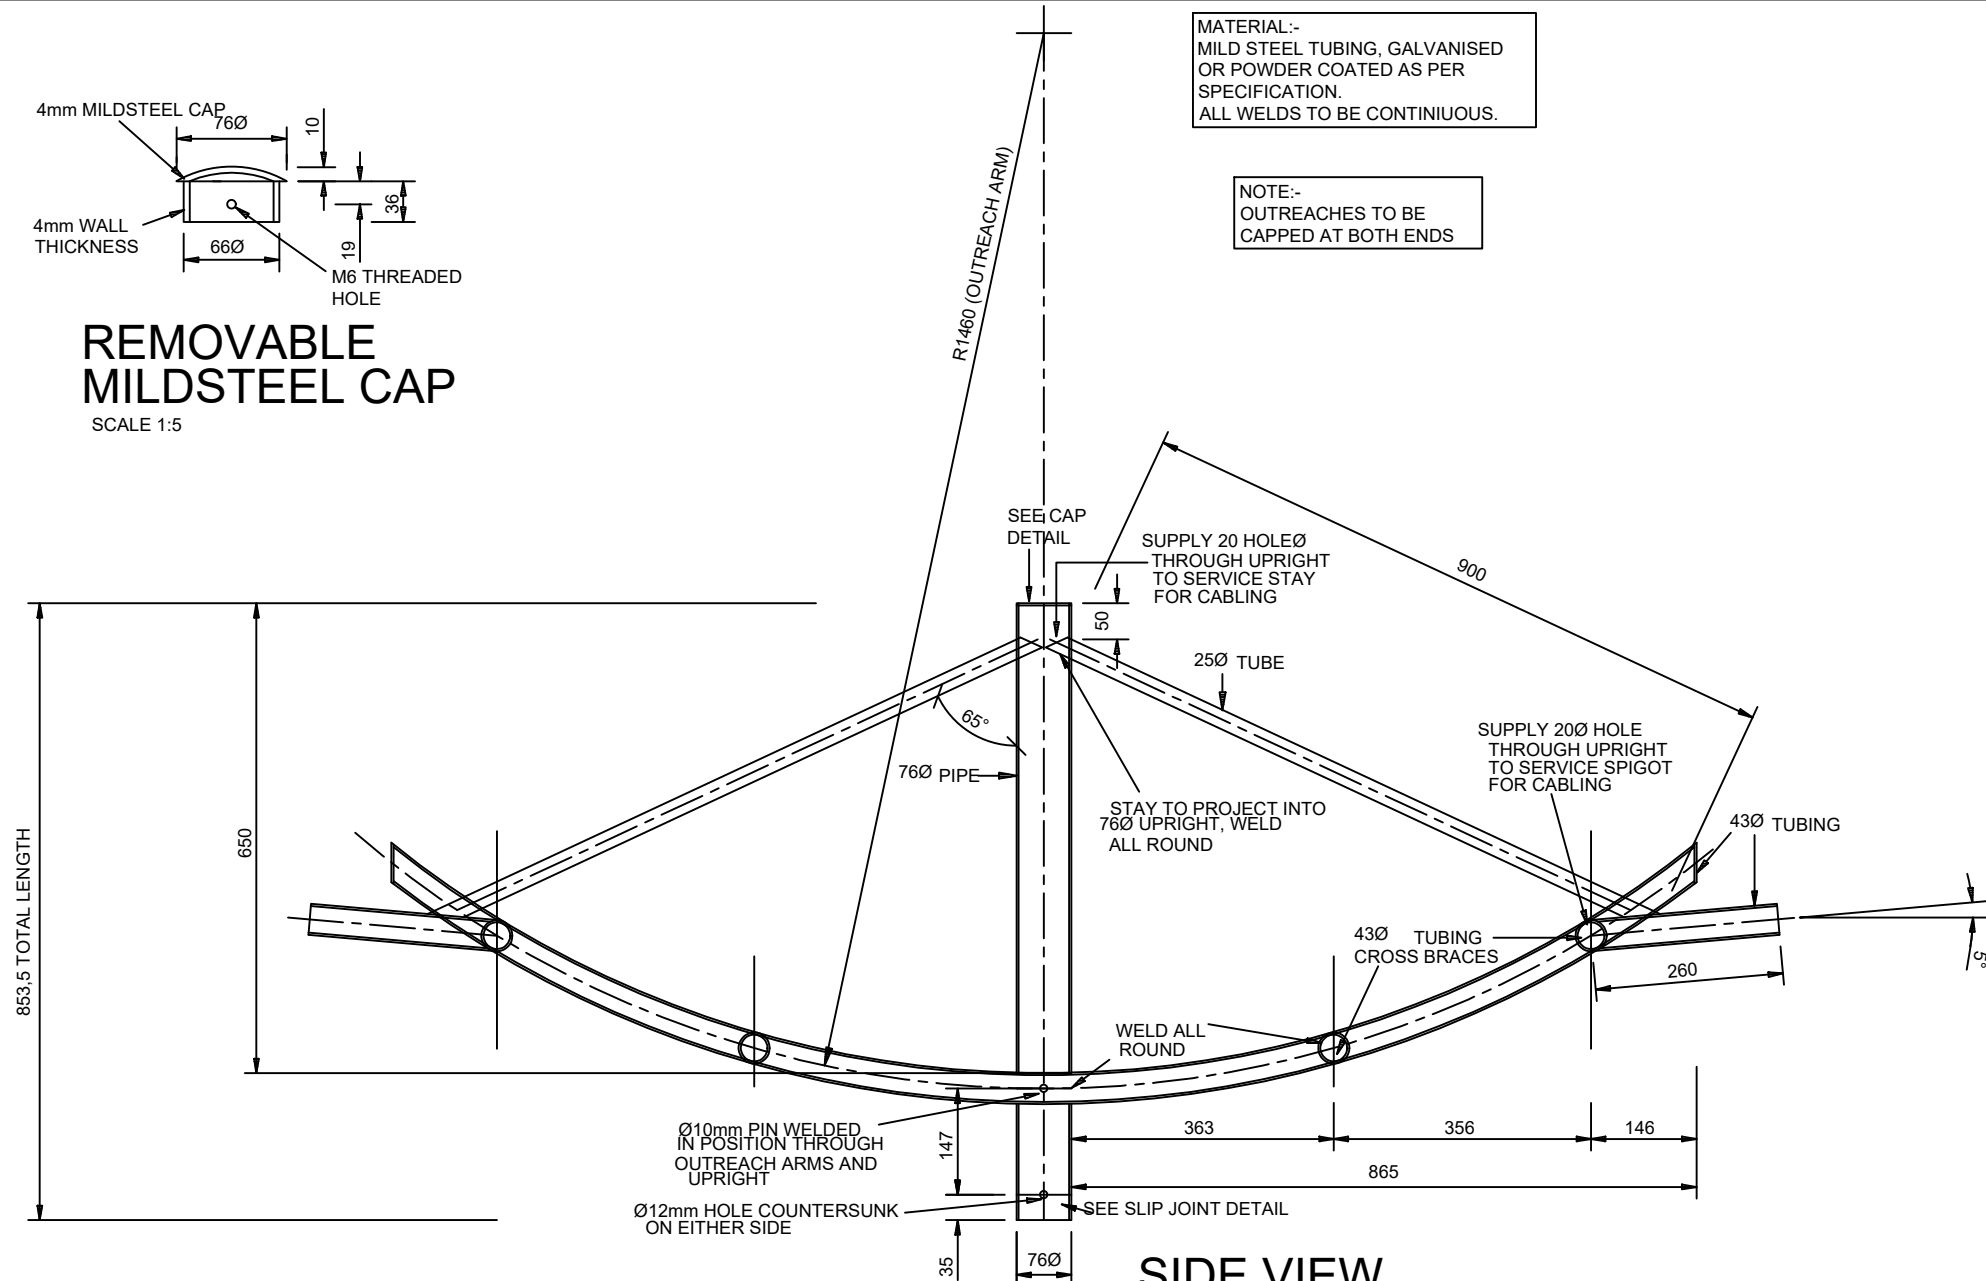 MATERIAL:-
MILD STEEL TUBING, GALVANISED
OR POWDER COATED AS PER
SPECIFICATION.
ALL WELDS TO BE CONTINIUOUS.
NOTE:-
OUTREACHES TO BE
CAPPED AT BOTH ENDS
4mm MILDSTEEL CAP
76Ø
10
36
19
4mm WALL
THICKNESS
66Ø
M6 THREADED
HOLE
REMOVABLE
MILDSTEEL CAP
SCALE 1:5
R1460 (OUTREACH ARM)
SEE CAP
DETAIL
SUPPLY 20 HOLEØ
THROUGH UPRIGHT
TO SERVICE STAY
FOR CABLING
50
900
25Ø TUBE
65°
76Ø PIPE
STAY TO PROJECT INTO
76Ø UPRIGHT, WELD
ALL ROUND
SUPPLY 20Ø HOLE
THROUGH UPRIGHT
TO SERVICE SPIGOT
FOR CABLING
43Ø TUBING
853,5 TOTAL LENGTH
650
43Ø TUBING
CROSS BRACES
260
5°
WELD ALL
ROUND
Ø10mm PIN WELDED
IN POSITION THROUGH
OUTREACH ARMS AND
UPRIGHT
147
363
356
146
865
Ø12mm HOLE COUNTERSUNK
ON EITHER SIDE
SEE SLIP JOINT DETAIL
35
76Ø
SIDE VIEW